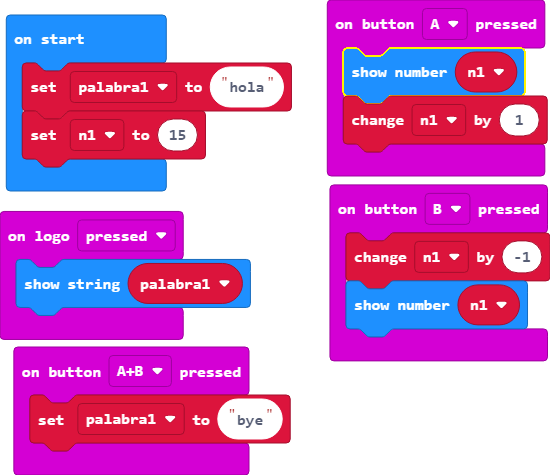 on start
set palabra1 to "hola"
set n1 to 15
on logo pressed
show string palabra1
on button A+B pressed
set palabra1 to "bye"
on button A pressed
show number n1
change n1 by 1
on button B pressed
change n1 by -1
show number n1